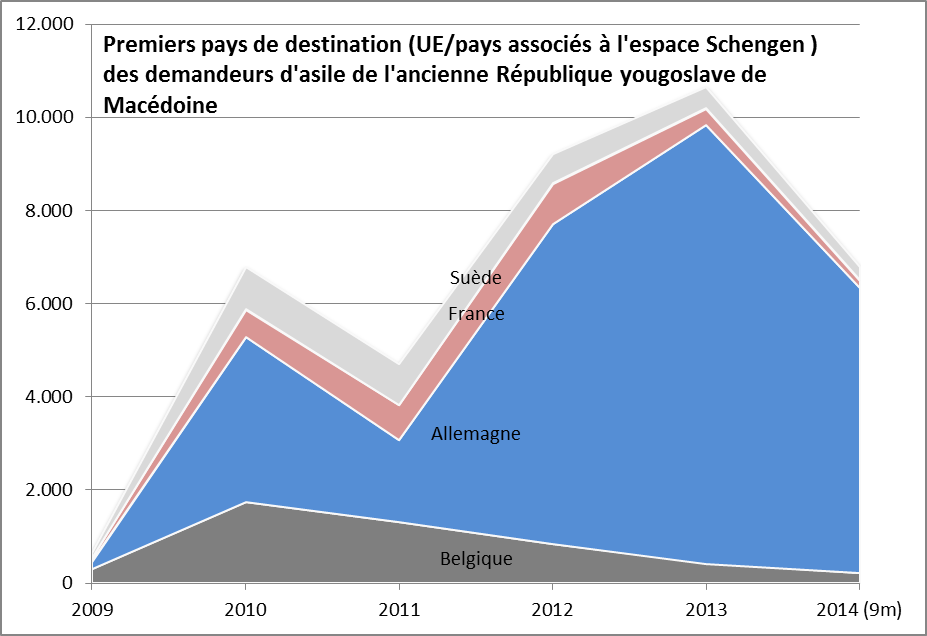 12.000
Premiers pays de destination (UE/pays associés à l'espace Schengen )
des demandeurs d'asile de l'ancienne République yougoslave de
Macédoine
10.000
8.000
Suède
6.000
France
4.000
Allemagne
2.000
Belgique
0
2009 2010 2011 2012 2013 2014 (9m)